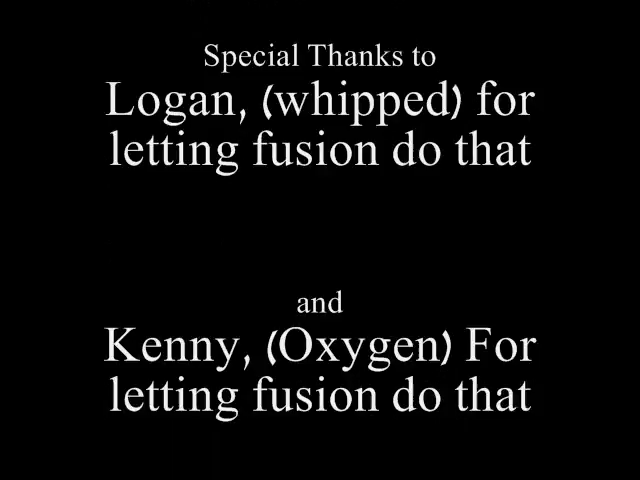 Special Thanks to
Logan, (whipped) for
letting fusion do that
and
Kenny, (Oxygen) For
letting fusion do that